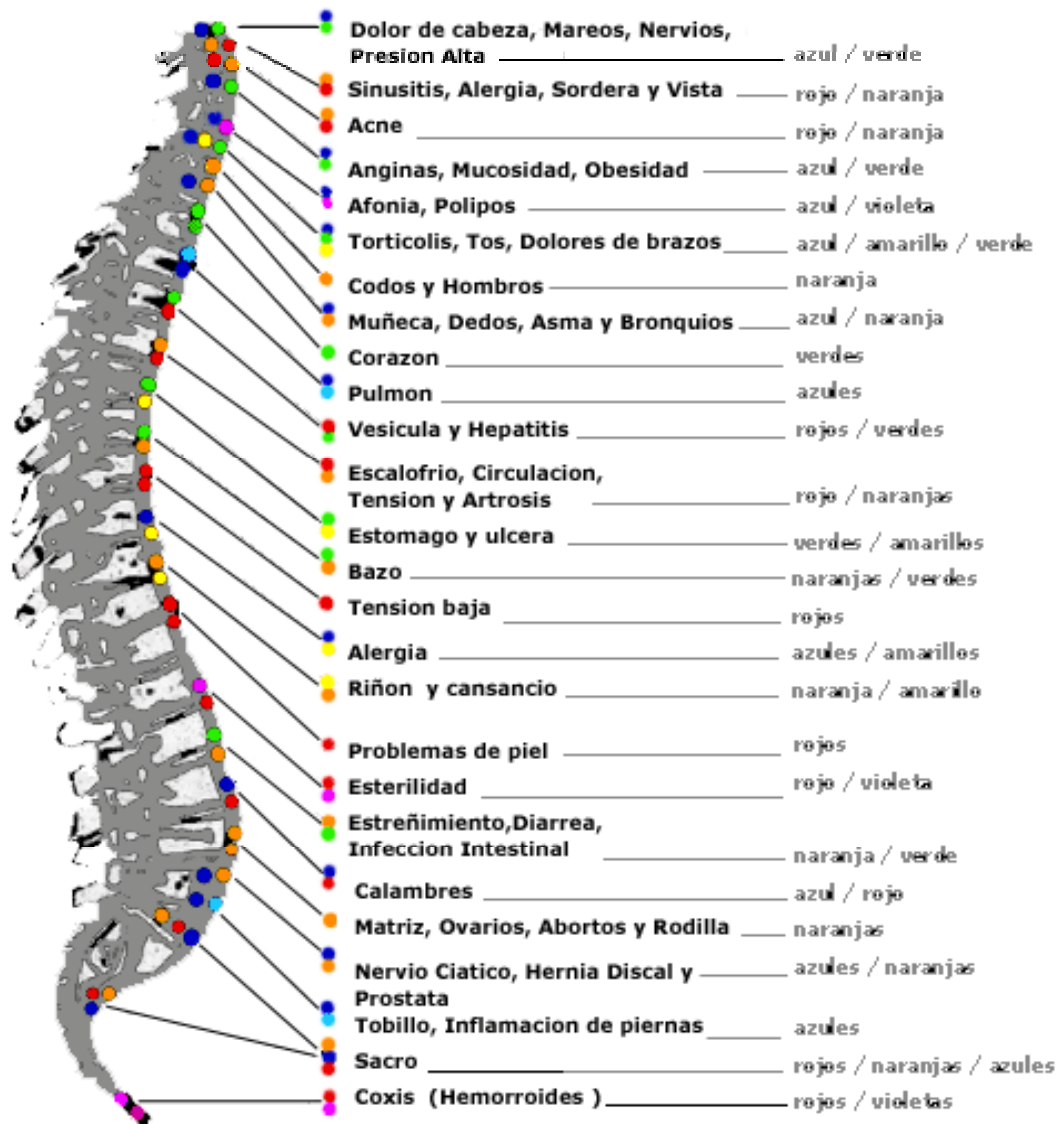 Dolor de cabeza, Mareos, Nervios,
Presion Alta azul / verde
Sinusitis, Alergia, Sordera y Vista rojo / naranja
Acne rojo / naranja
Anginas, Mucosidad, Obesidad azul / verde
Afonia, Polipos azul / violeta
Torticolis, Tos, Dolores de brazos azul / amarillo / verde
Codos y Hombros naranja
Muñeca, Dedos, Asma y Bronquios azul / naranja
Corazon verdes
Pulmon azules
Vesicula y Hepatitis rojos / verdes
Escalofrio, Circulacion,
Tension y Artrosis rojo / naranjas
Estomago y ulcera verdes / amarillos
Bazo naranjas / verdes
Tension baja rojos
Alergia azules / amarillos
Riñon y cansancio naranja / amarillo
Problemas de piel rojos
Esterilidad rojo / violeta
Estreñimiento,Diarrea,
Infeccion Intestinal naranja / verde
Calambres azul / rojo
Matriz, Ovarios, Abortos y Rodilla naranjas
Nervio Ciatico, Hernia Discal y azules / naranjas
Prostata
Tobillo, Inflamacion de piernas azules
Sacro rojos / naranjas / azules
Coxis (Hemorroides ) rojos / violetas